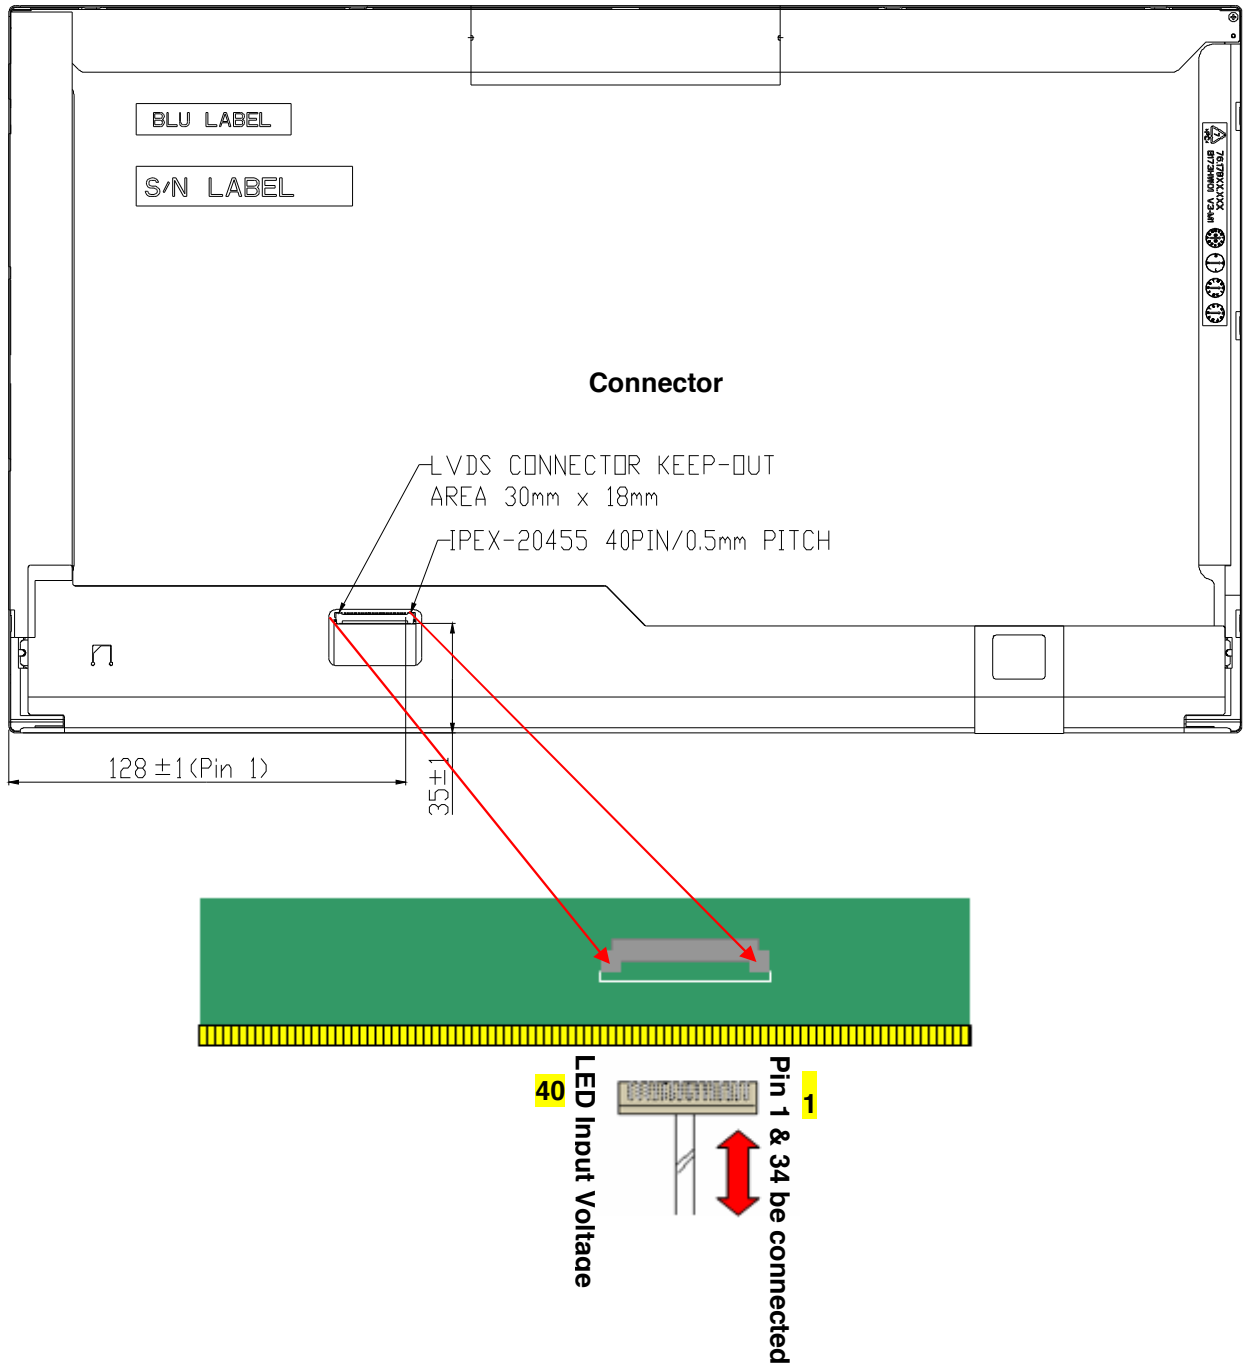 BLU LABEL
S/N LABEL
Connector
LVDS CONNECTOR KEEP-OUT
AREA 30mm x 18mm
IPEX-20455 40PIN/0.5mm PITCH
128±1(Pin 1)
35±1
40
LED Input Voltage
Pin 1 & 34 be connected
1